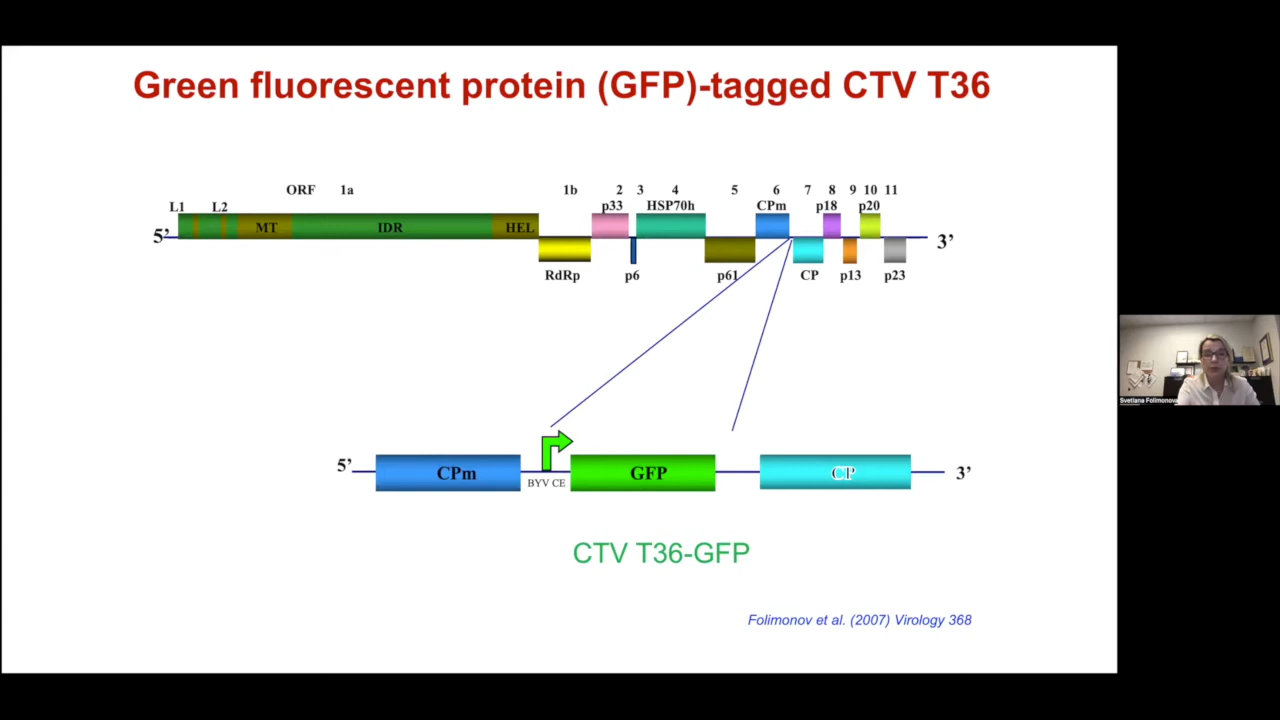 Green fluorescent protein (GFP)-tagged CTV T36
ORF 1a 1b 2 3 4 5 6 7 8 9 10 11
L1 L2 p33 HSP70h CPm p18 p20
5’ MT IDR HEL 3’
RdRp p6 p61 CP p13 p23
5’ CPm GFP CP 3’
BYV CE
CTV T36-GFP
Folimonov et al. (2007) Virology 368
Svetlana Folimonova